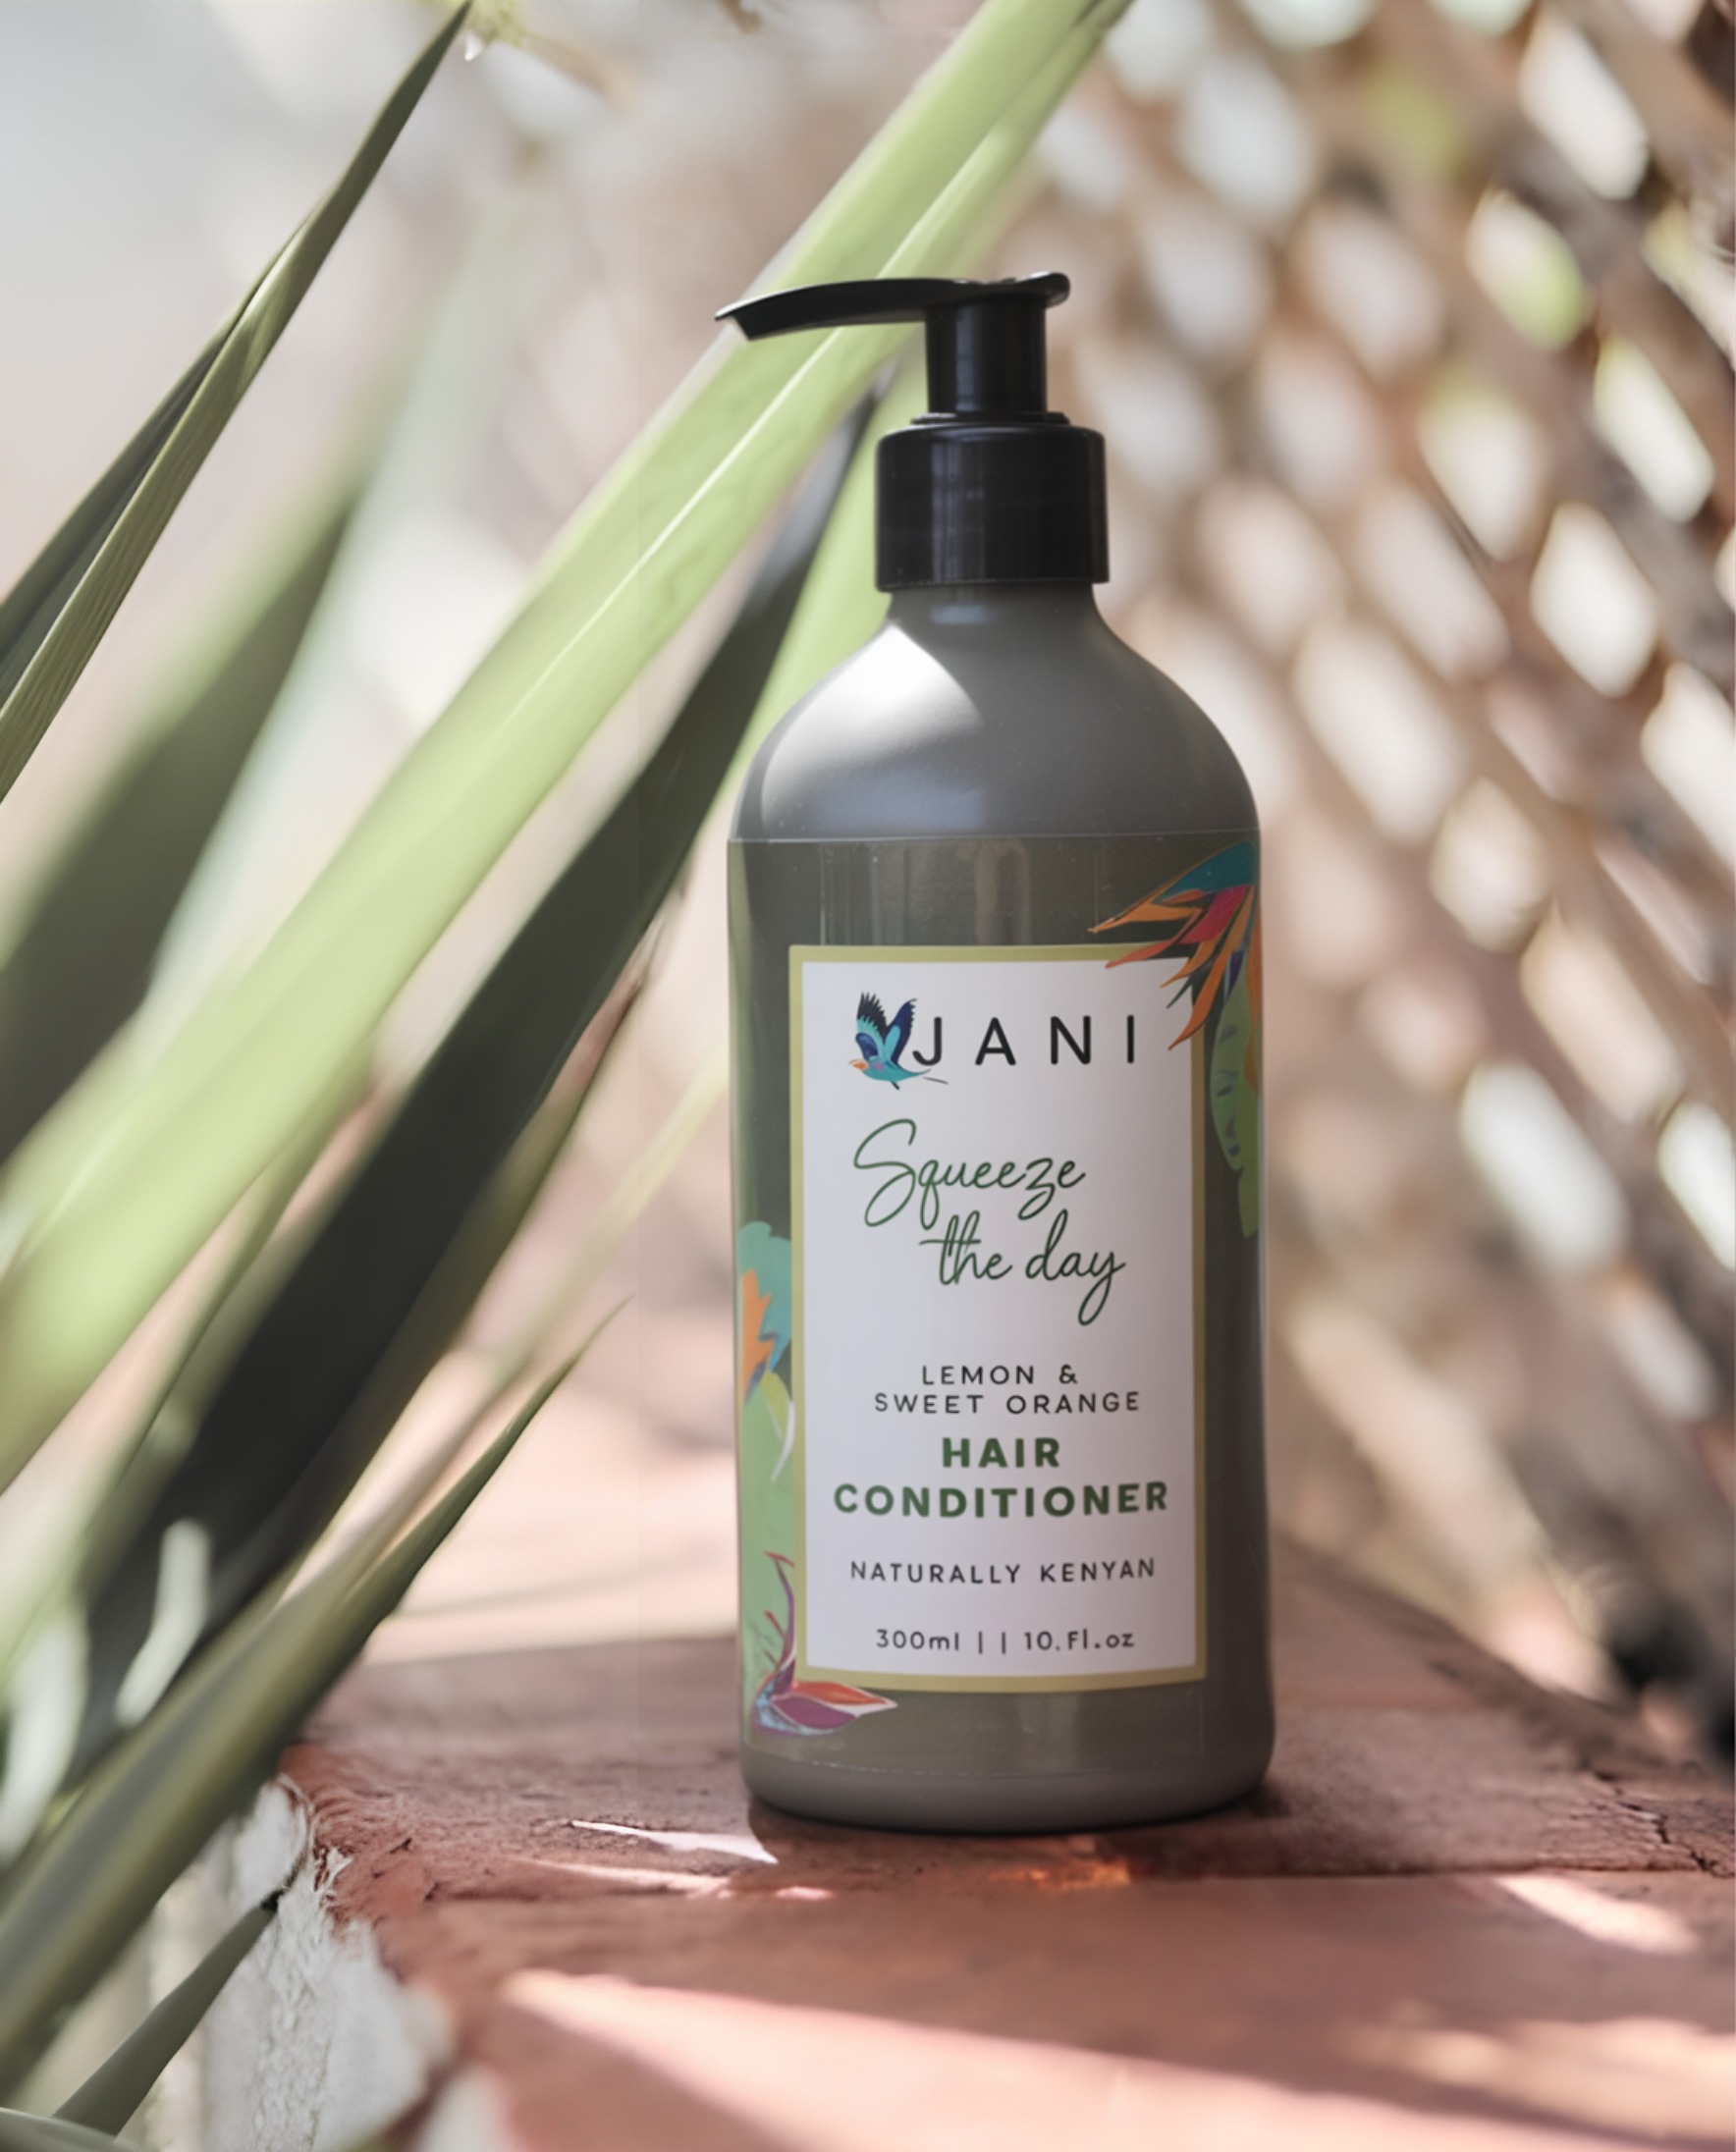 JANI
Squeeze
the day
LEMON &
SWEET ORANGE
HAIR
CONDITIONER
NATURALLY KENYAN
300ml | | 10.Fl.oz